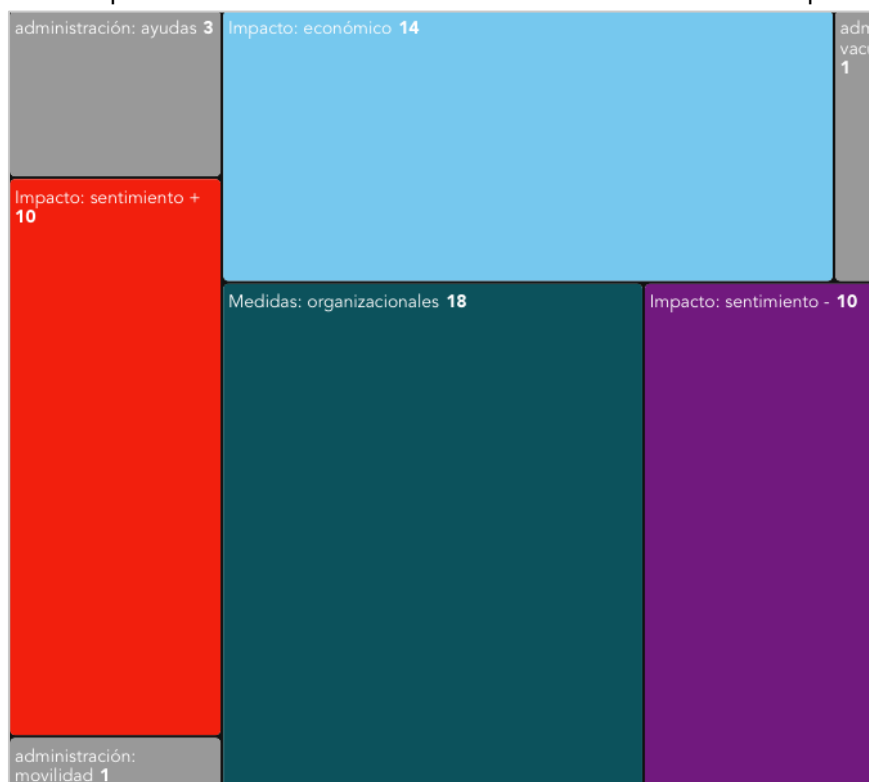 administración: ayudas 3
Impacto: económico 14
1
Impacto: sentimiento +
10
Medidas: organizacionales 18
Impacto: sentimiento - 10
administración:
movilidad 1